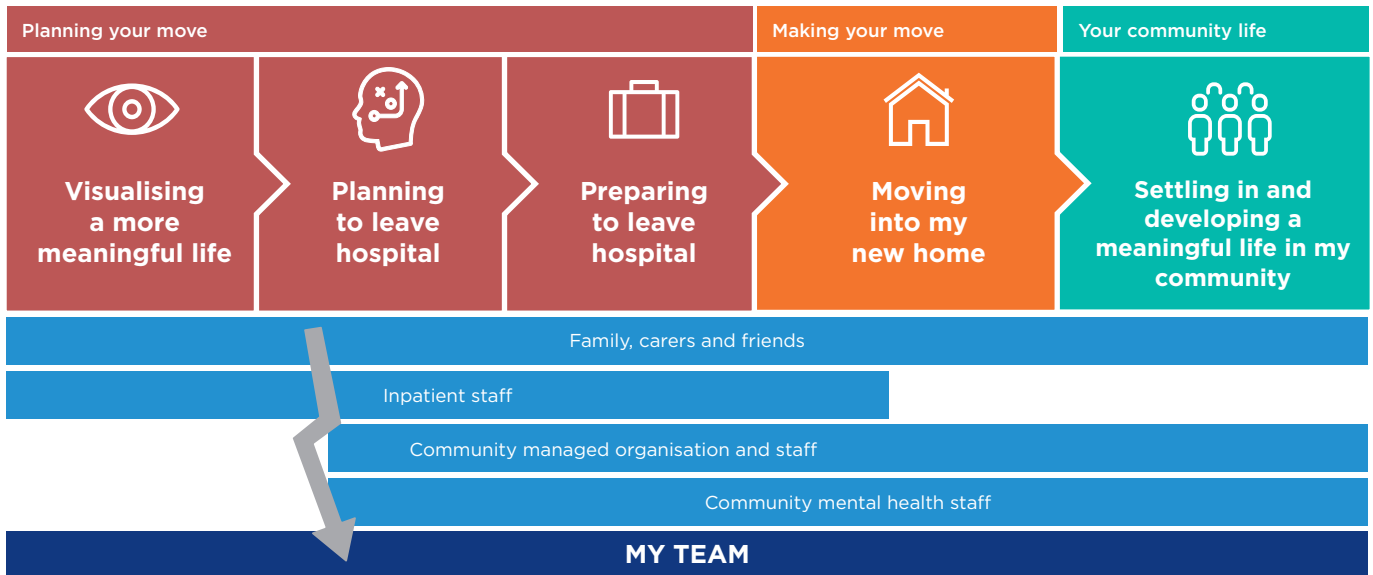 Planning your move
Making your move
Your community life
Visualising
a more
meaningful life
Planning
to leave
hospital
Preparing
to leave
hospital
Moving
into my
new home
Settling in and
developing a
meaningful life in my
community
Family, carers and friends
Inpatient staff
Community managed organisation and staff
Community mental health staff
MY TEAM